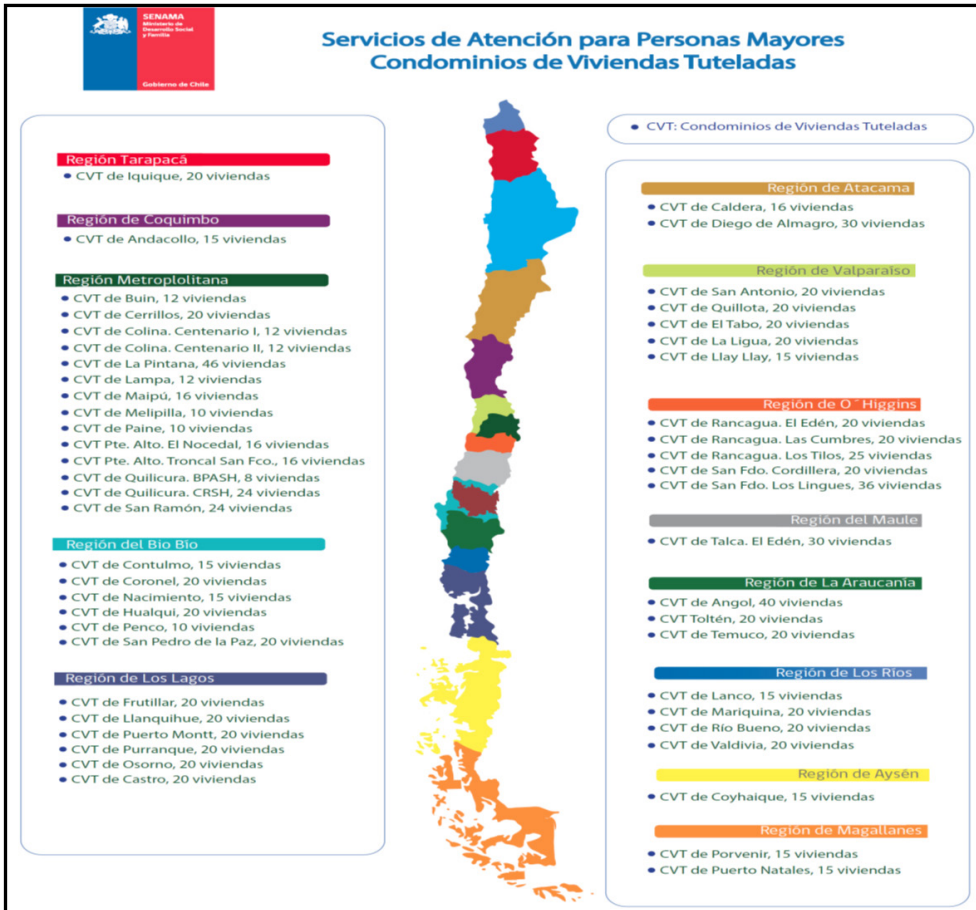 SENAMA
Ministerio de
Desarrollo Social
y Familia
Gobierno de Chile
Servicios de Atención para Personas Mayores
Condominios de Viviendas Tuteladas
Región Tarapacá
• CVT de Iquique, 20 viviendas
Región de Coquimbo
• CVT de Andacollo, 15 viviendas
Región Metroplolitana
• CVT de Buin, 12 viviendas
• CVT de Cerrillos, 20 viviendas
• CVT de Colina. Centenario I, 12 viviendas
• CVT de Colina. Centenario II, 12 viviendas
• CVT de La Pintana, 46 viviendas
• CVT de Lampa, 12 viviendas
• CVT de Maipú, 16 viviendas
• CVT de Melipilla, 10 viviendas
• CVT de Paine, 10 viviendas
• CVT Pte. Alto. El Nocedal, 16 viviendas
• CVT Pte. Alto. Troncal San Fco., 16 viviendas
• CVT de Quilicura. BPASH, 8 viviendas
• CVT de Quilicura. CRSH, 24 viviendas
• CVT de San Ramón, 24 viviendas
Región del Bio Bío
• CVT de Contulmo, 15 viviendas
• CVT de Coronel, 20 viviendas
• CVT de Nacimiento, 15 viviendas
• CVT de Hualqui, 20 viviendas
• CVT de Penco, 10 viviendas
• CVT de San Pedro de la Paz, 20 viviendas
Región de Los Lagos
• CVT de Frutillar, 20 viviendas
• CVT de Llanquihue, 20 viviendas
• CVT de Puerto Montt, 20 viviendas
• CVT de Purranque, 20 viviendas
• CVT de Osorno, 20 viviendas
• CVT de Castro, 20 viviendas
• CVT: Condominios de Viviendas Tuteladas
Región de Atacama
• CVT de Caldera, 16 viviendas
• CVT de Diego de Almagro, 30 viviendas
Región de Valparaíso
• CVT de San Antonio, 20 viviendas
• CVT de Quillota, 20 viviendas
• CVT de El Tabo, 20 viviendas
• CVT de La Ligua, 20 viviendas
• CVT de Llay Llay, 15 viviendas
Región de O´Higgins
• CVT de Rancagua. El Edén, 20 viviendas
• CVT de Rancagua. Las Cumbres, 20 viviendas
• CVT de Rancagua. Los Tilos, 25 viviendas
• CVT de San Fdo. Cordillera, 20 viviendas
• CVT de San Fdo. Los Lingues, 36 viviendas
Región del Maule
• CVT de Talca. El Edén, 30 viviendas
Región de La Araucanía
• CVT de Angol, 40 viviendas
• CVT Toltén, 20 viviendas
• CVT de Temuco, 20 viviendas
Región de Los Ríos
• CVT de Lanco, 15 viviendas
• CVT de Mariquina, 20 viviendas
• CVT de Río Bueno, 20 viviendas
• CVT de Valdivia, 20 viviendas
Región de Aysén
• CVT de Coyhaique, 15 viviendas
Región de Magallanes
• CVT de Porvenir, 15 viviendas
• CVT de Puerto Natales, 15 viviendas